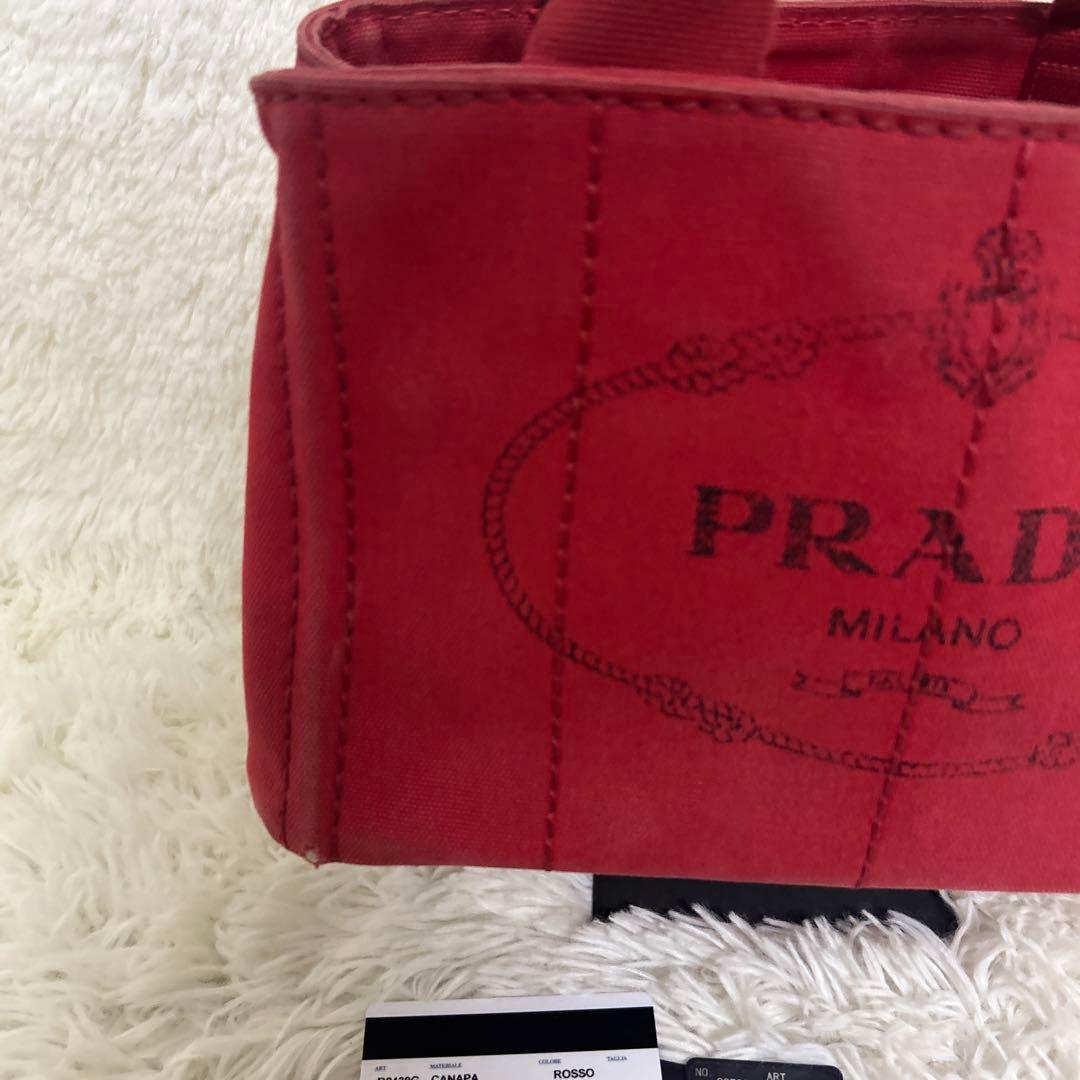 PRAD
MILANO
ART MATERIALE COLORE TAGLIA
CANAPA ROSSO
NO. ART